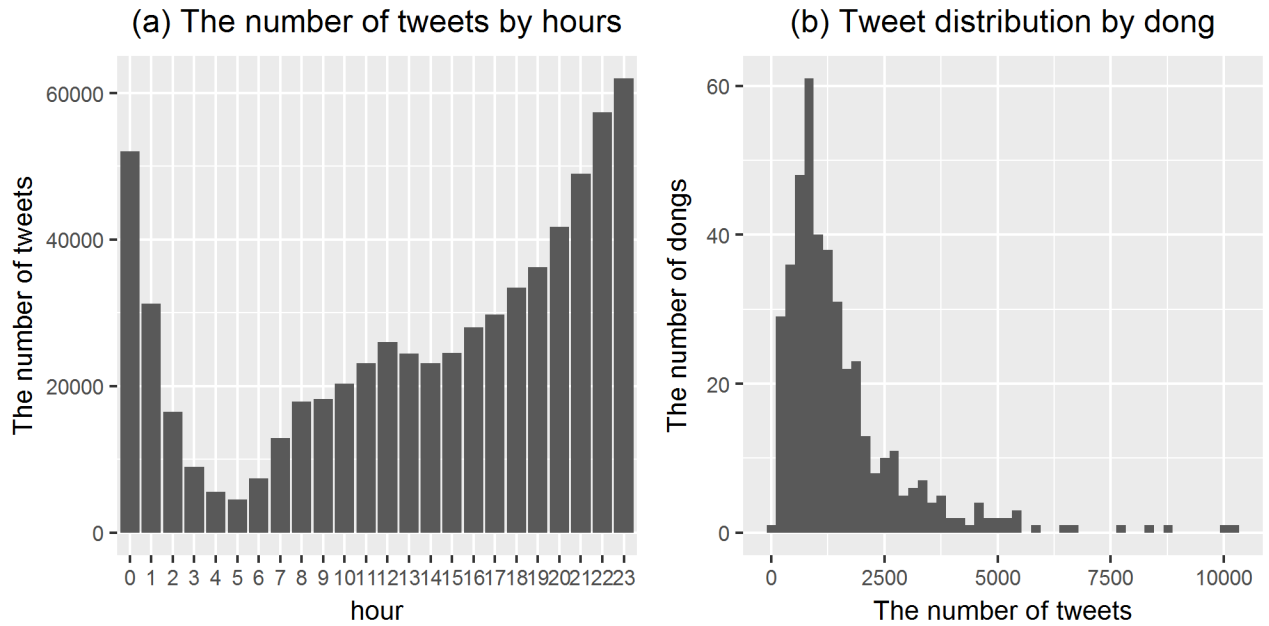 (a) The number of tweets by hours
The number of tweets
60000
40000
20000
0
0 1 2 3 4 5 6 7 8 9 10 11 12 13 14 15 16 17 18 19 20 21 22 23
hour
(b) Tweet distribution by dong
The number of dongs
60
40
20
0
0 2500 5000 7500 10000
The number of tweets